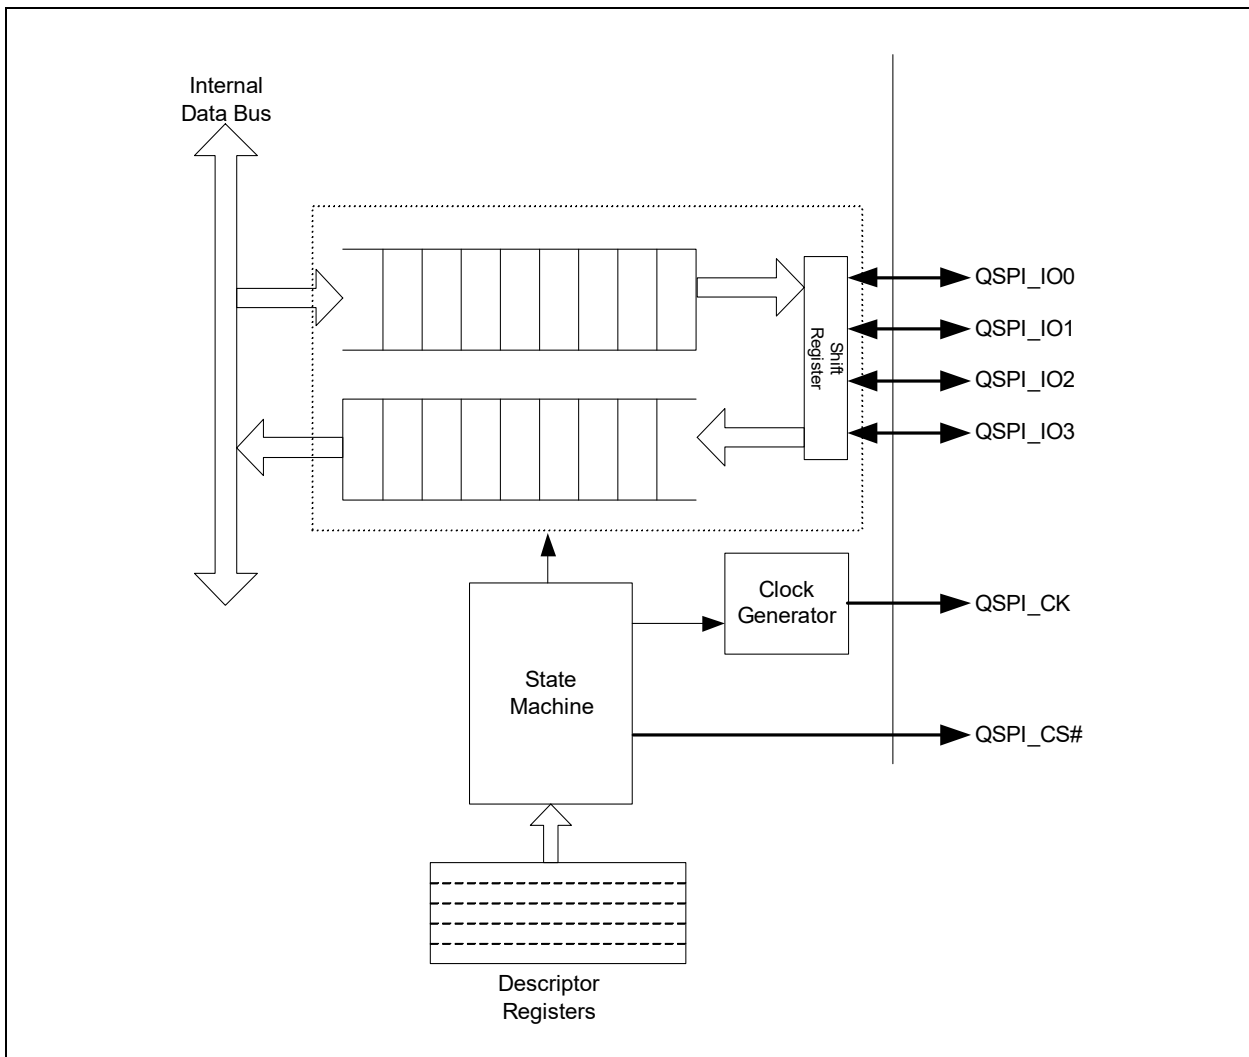 Internal
Data Bus
QSPI_IO0
QSPI_IO1
Shift
Register
QSPI_IO2
QSPI_IO3
Clock
Generator
QSPI_CK
State
Machine
QSPI_CS#
Descriptor
Registers